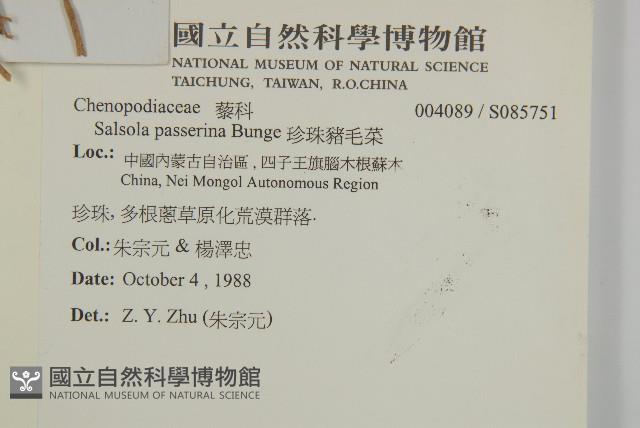 國立自然科學博物館
NATIONAL MUSEUM OF NATURAL SCIENCE
TAICHUNG, TAIWAN, R.O.CHINA
Chenopodiaceae 藜科 004089 / S085751
Salsola passerina Bunge 珍珠豬毛菜
Loc.: 中國內蒙古自治區, 四子王旗腦木根蘇木
China, Nei Mongol Autonomous Region
珍珠, 多根蔥草原化荒漠群落.
Col.: 朱宗元 & 楊澤忠
Date: October 4 , 1988
Det.: Z. Y. Zhu (朱宗元)
國立自然科學博物館
NATIONAL MUSEUM OF NATURAL SCIENCE